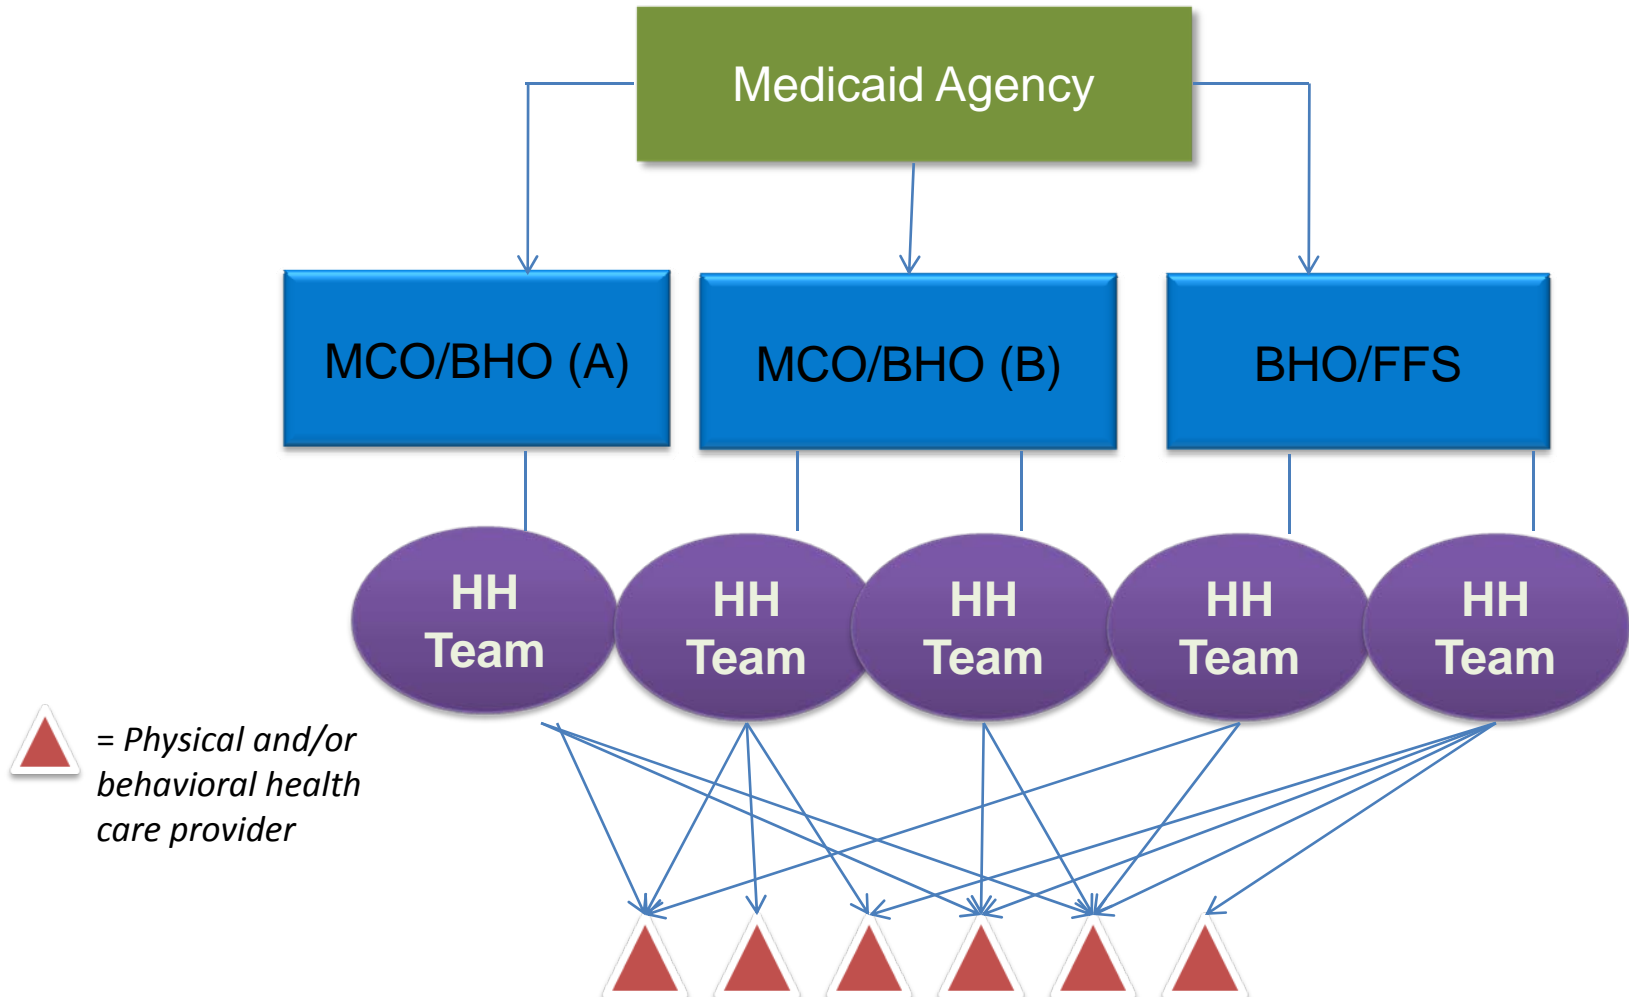 Medicaid Agency
MCO/BHO (A)
MCO/BHO (B)
BHO/FFS
HH
Team
HH
Team
HH
Team
HH
Team
HH
Team
= Physical and/or
behavioral health
care provider